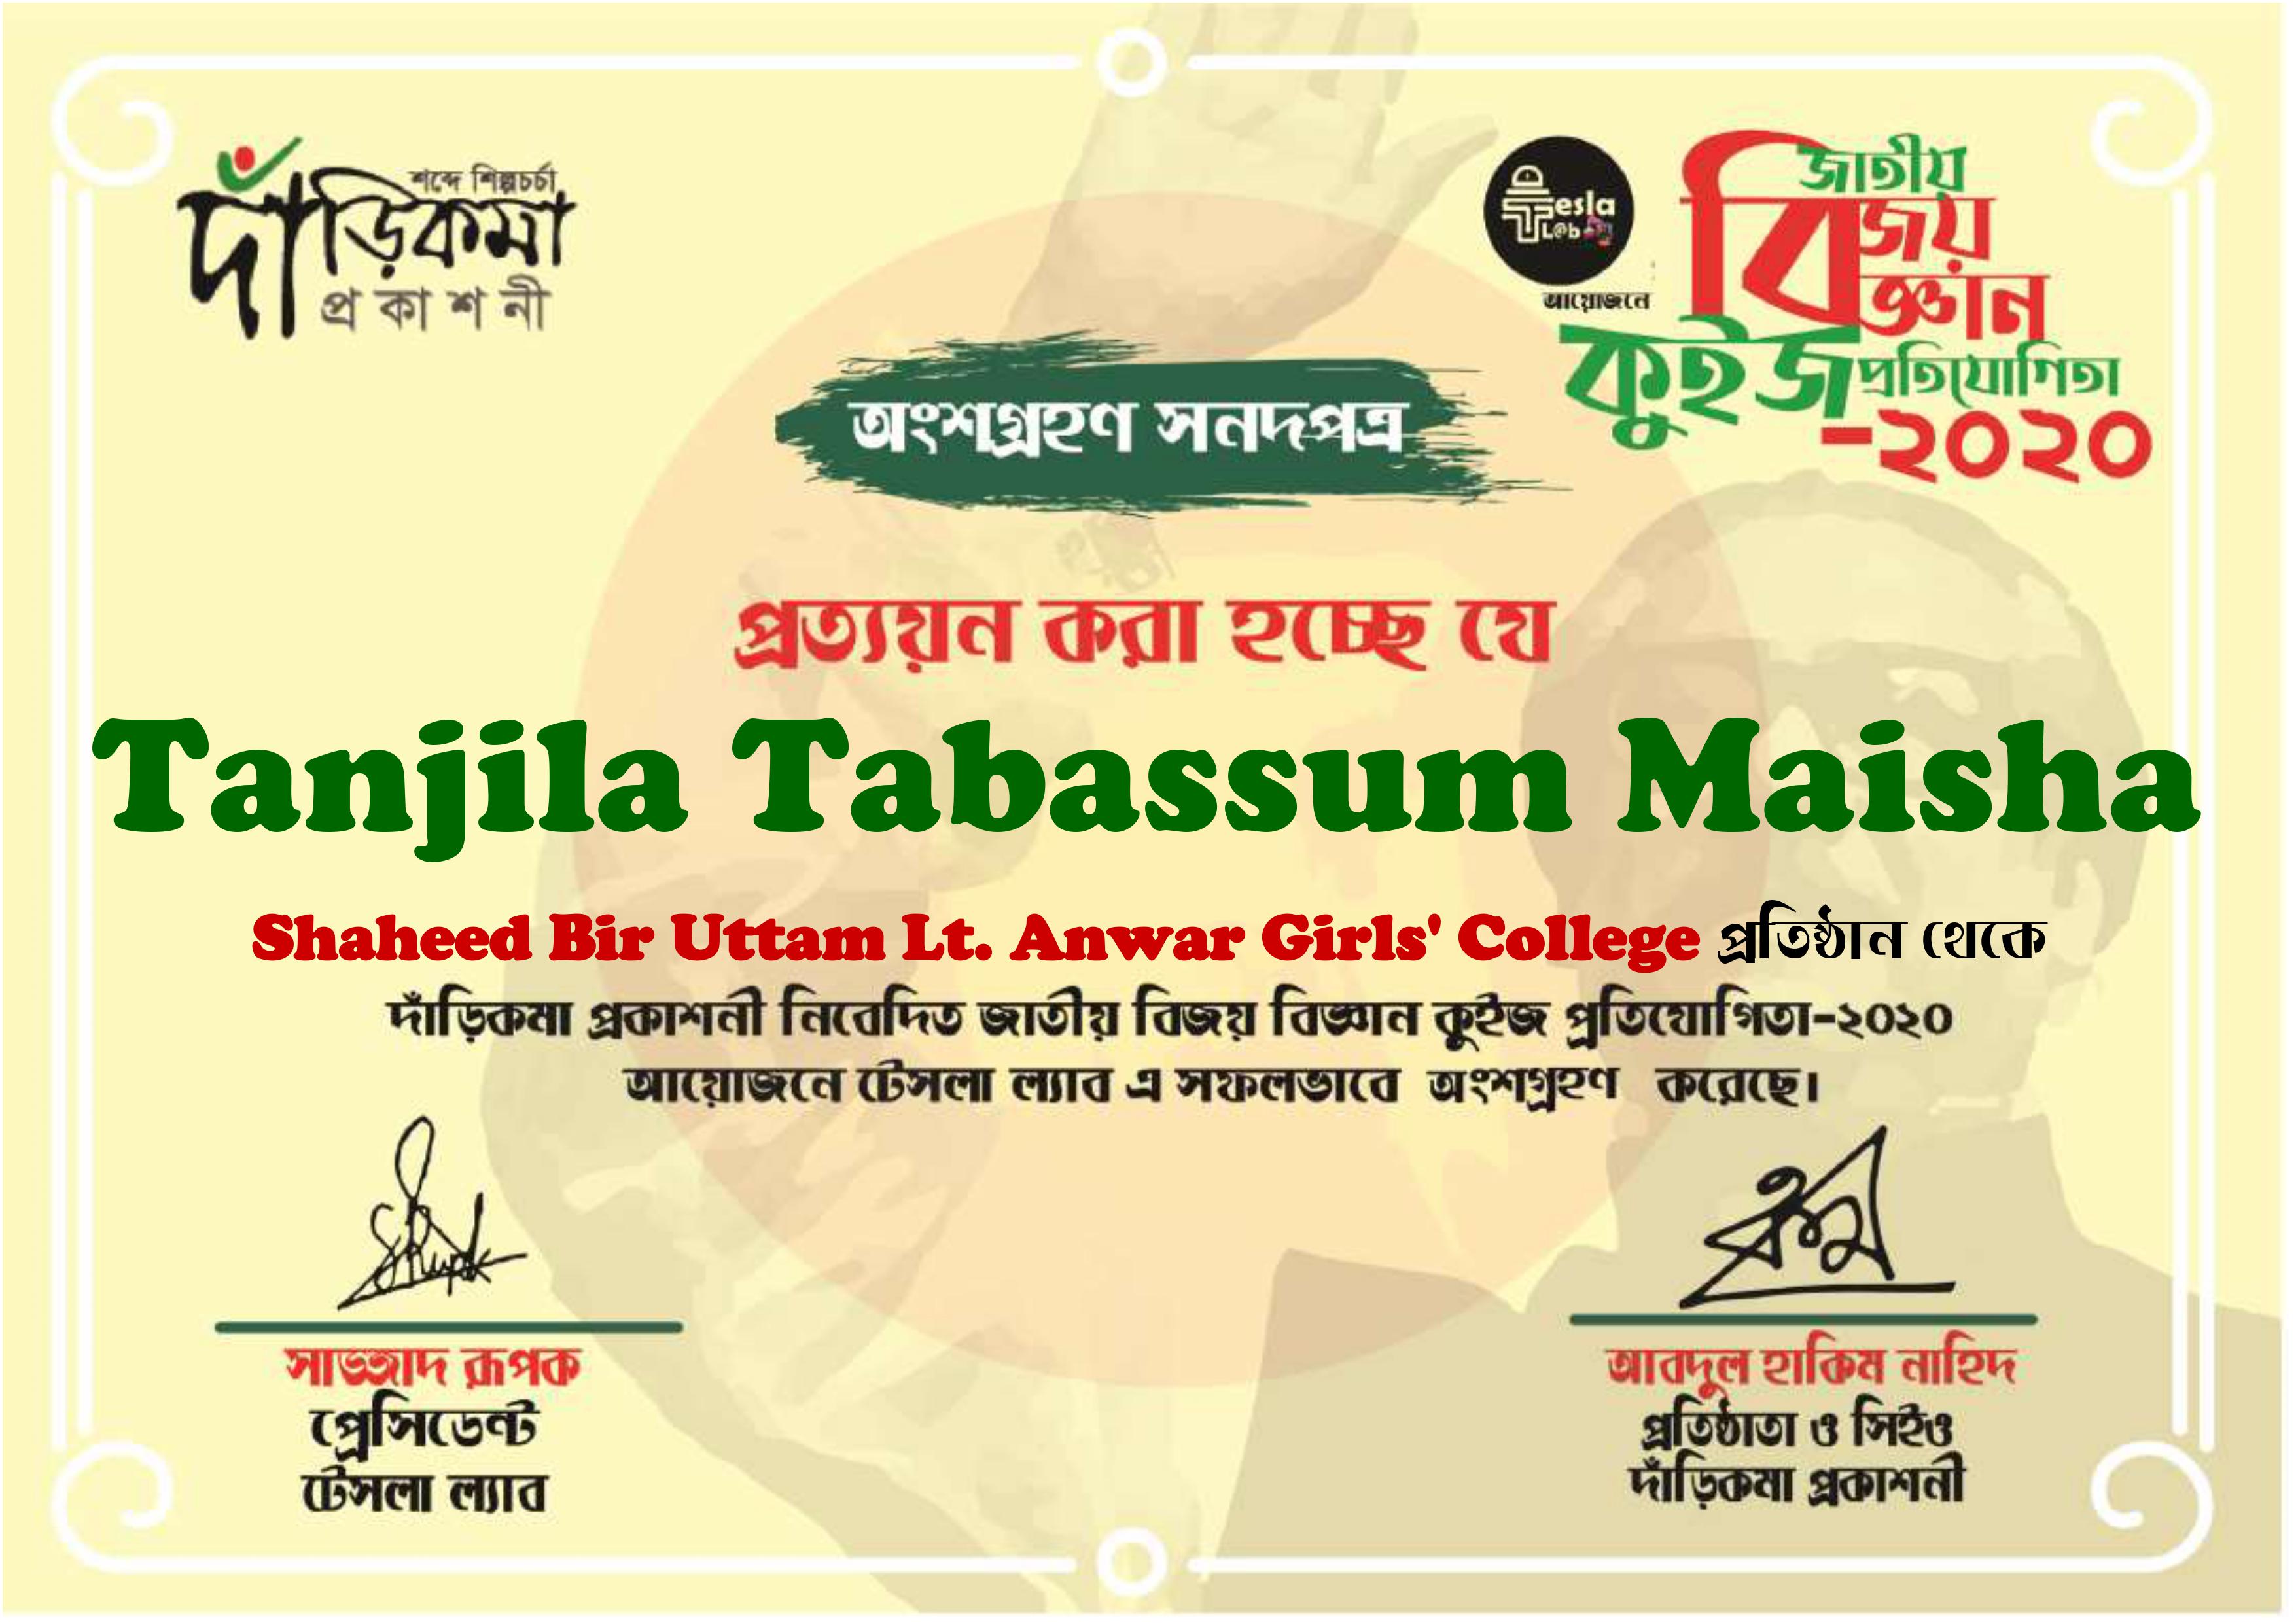 শব্দে শিল্পচর্চা
দাঁড়িকমা
প্রকাশনী
Tesla
L@b
আয়োজনে
জাতীয়
বিজয়
বিজ্ঞান
কুইজ প্রতিযোগিতা
-২০২০
অংশগ্রহণ সনদপত্র
প্রত্যয়ন করা হচ্ছে যে
Tanjila Tabassum Maisha
Shaheed Bir Uttam Lt. Anwar Girls' College প্রতিষ্ঠান থেকে
দাঁড়িকমা প্রকাশনী নিবেদিত জাতীয় বিজয় বিজ্ঞান কুইজ প্রতিযোগিতা-২০২০
আয়োজনে টেসলা ল্যাব এ সফলভাবে অংশগ্রহণ করেছে।
সাজ্জাদ রূপক
প্রেসিডেন্ট
টেসলা ল্যাব
আবদুল হাকিম নাহিদ
প্রতিষ্ঠাতা ও সিইও
দাঁড়িকমা প্রকাশনী